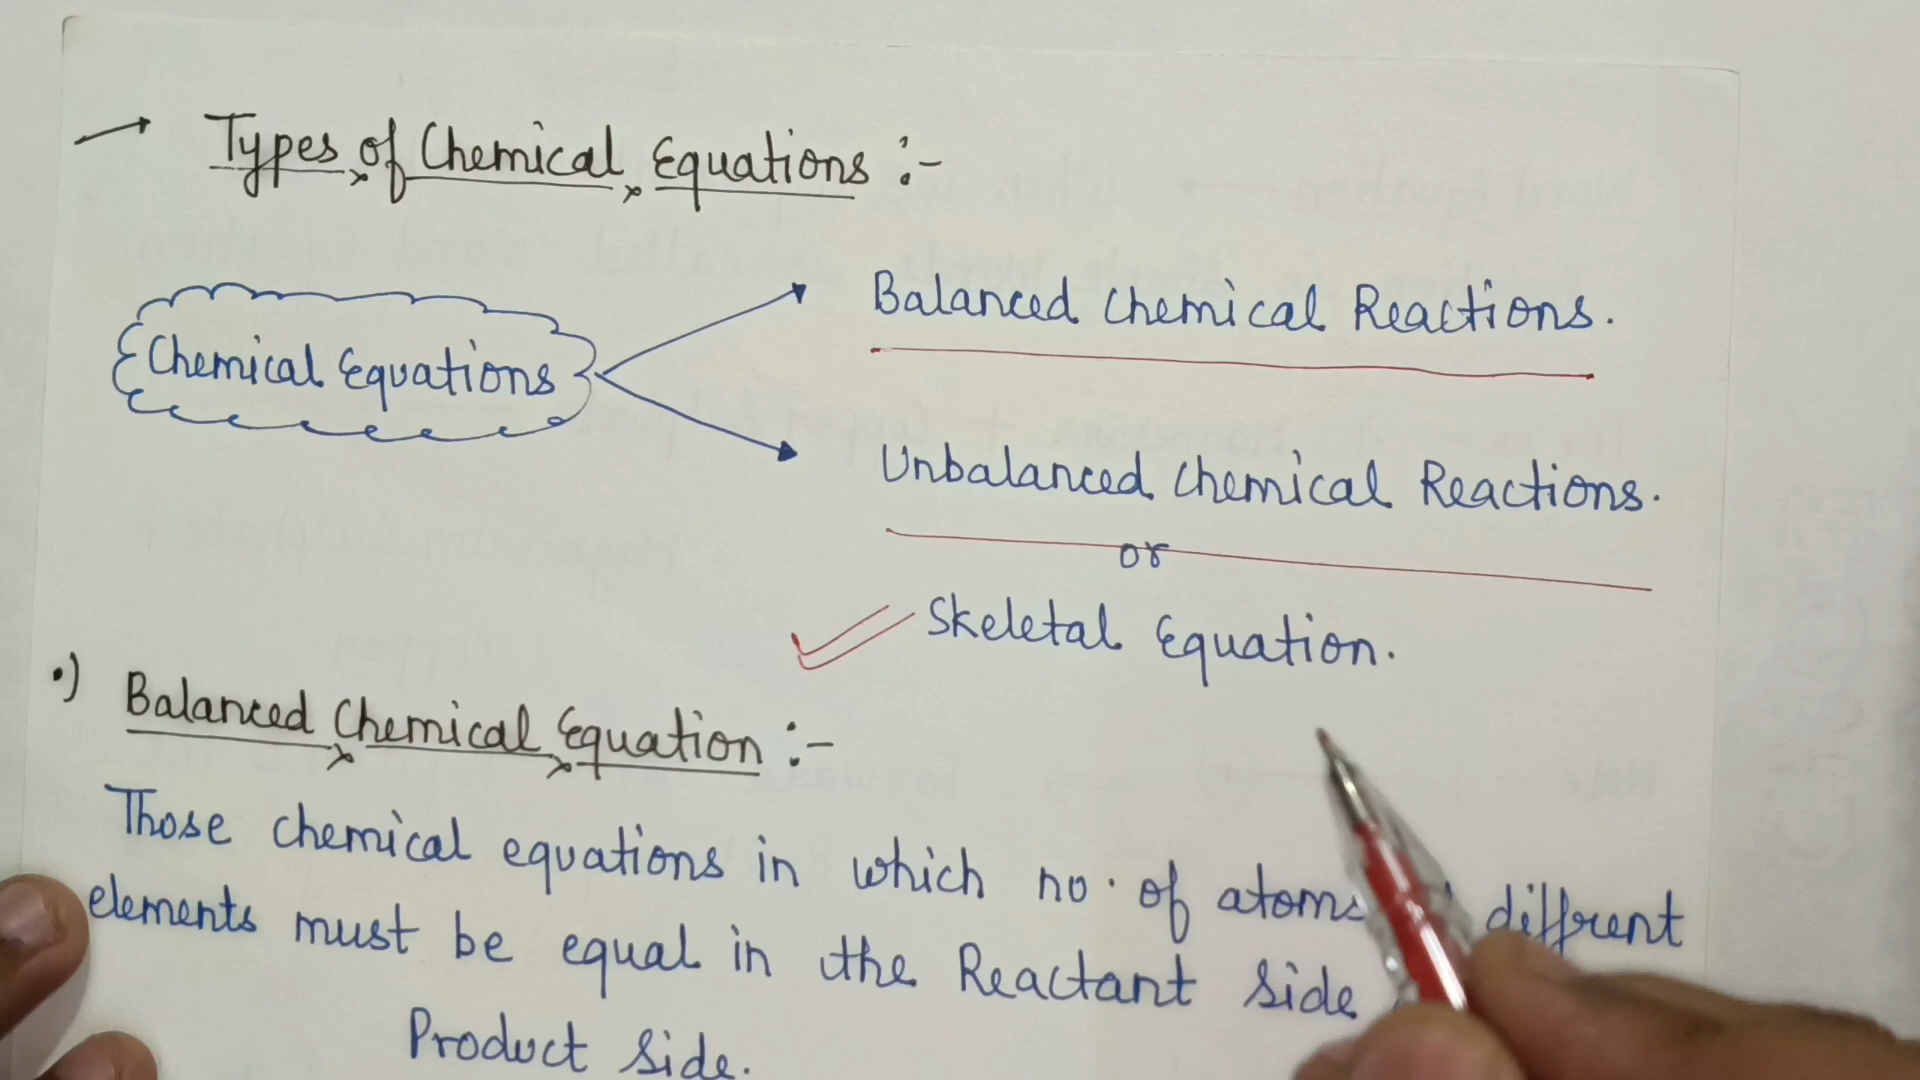 Types of Chemical Equations :-
Chemical Equations
Balanced Chemical Reactions.
Unbalanced Chemical Reactions.
or
Skeletal Equation.
•) Balanced Chemical Equation :-
Those chemical equations in which no. of atoms diffrent
elements must be equal in the Reactant side
Product side.